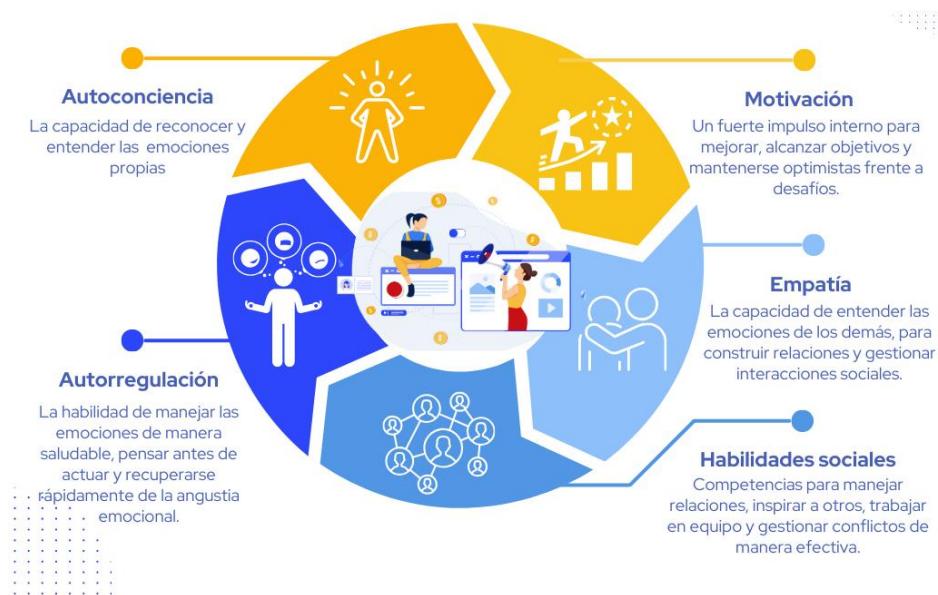 Autoconciencia
La capacidad de reconocer y
entender las emociones
propias
Motivación
Un fuerte impulso interno para
mejorar, alcanzar objetivos y
mantenerse optimistas frente a
desafíos.
Empatía
La capacidad de entender las
emociones de los demás, para
construir relaciones y gestionar
interacciones sociales.
Autorregulación
La habilidad de manejar las
emociones de manera
saludable, pensar antes de
actuar y recuperarse
rápidamente de la angustia
emocional.
Habilidades sociales
Competencias para manejar
relaciones, inspirar a otros, trabajar
en equipo y gestionar conflictos de
manera efectiva.